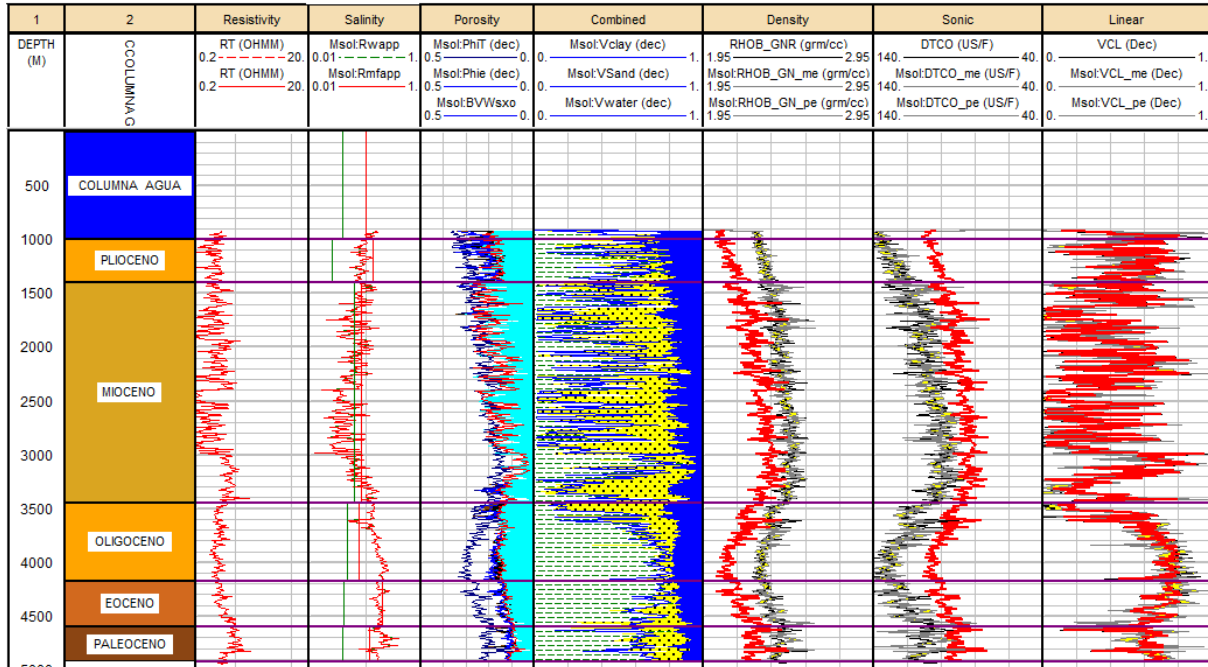 1 2 Resistivity Salinity Porosity Combined Density Sonic Linear
DEPTH (M)
CCOLUMNAG
RT (OHMM)
0.2 20.
RT (OHMM)
0.2 20.
Msol:Rwapp
0.01 1.
Msol:Rmfapp
0.01 1.
Msol:PhiT (dec)
0.5 0.
Msol:Phie (dec)
0.5 0.
Msol:BVWsxo
0.5 0.
Msol:Vclay (dec)
0. 1.
Msol:VSand (dec)
0. 1.
Msol:Vwater (dec)
0. 1.
RHOB_GNR (grm/cc)
1.95 2.95
Msol:RHOB_GN_me (grm/cc)
1.95 2.95
Msol:RHOB_GN_pe (grm/cc)
1.95 2.95
DTCO (US/F)
140. 40.
Msol:DTCO_me (US/F)
140. 40.
Msol:DTCO_pe (US/F)
140. 40.
VCL (Dec)
0. 1.
Msol:VCL_me (Dec)
0. 1.
Msol:VCL_pe (Dec)
0. 1.
500 COLUMNA AGUA
1000
PLIOCENO
1500
2000
MIOCENO
2500
3000
3500
OLIGOCENO
4000
EOCENO
4500
PALEOCENO